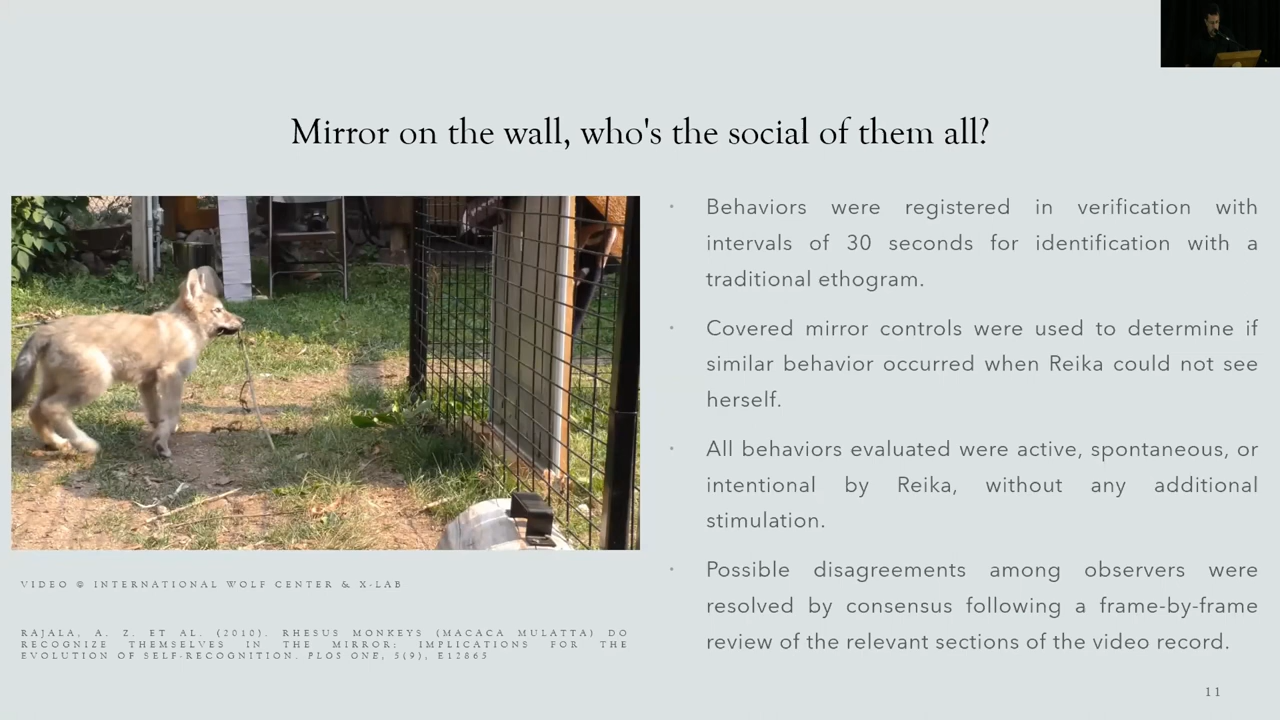 Mirror on the wall, who's the social of them all?
Behaviors were registered in verification with
intervals of 30 seconds for identification with a
traditional ethogram.
Covered mirror controls were used to determine if
similar behavior occurred when Reika could not see
herself.
All behaviors evaluated were active, spontaneous, or
intentional by Reika, without any additional
stimulation.
Possible disagreements among observers were
resolved by consensus following a frame-by-frame
review of the relevant sections of the video record.
VIDEO @ INTERNATIONAL WOLF CENTER & X-LAB
RAJALA, A. Z. ET AL. (2010). RHESUS MONKEYS (MACACA MULATTA) DO
RECOGNIZE THEMSELVES IN THE MIRROR: IMPLICATIONS FOR THE
EVOLUTION OF SELF-RECOGNITION. PLOS ONE, 5(9), E12865
11